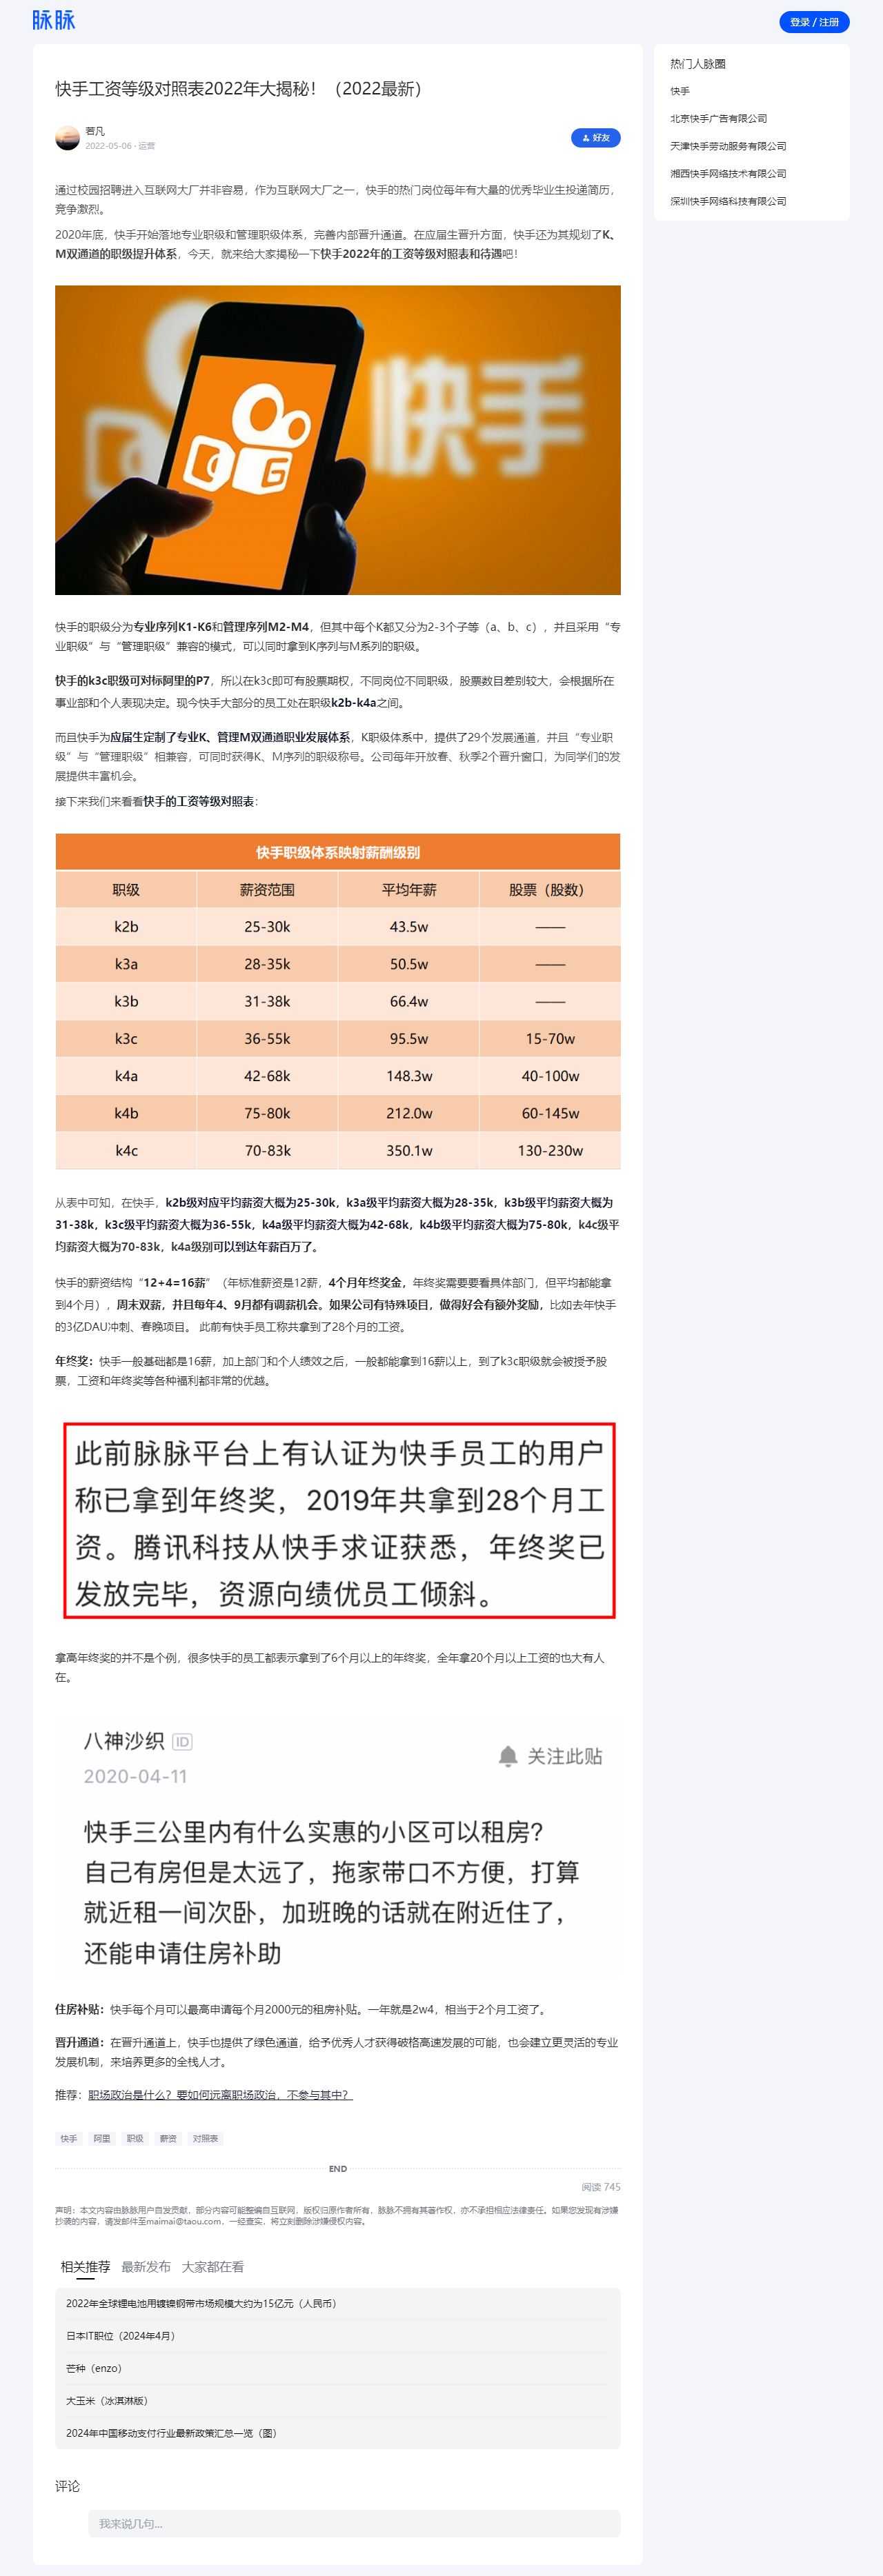 脉脉
登录 / 注册
快手工资等级对照表2022年大揭秘！（2022最新）
若凡
2022-05-06 · 运营
好友
通过校园招聘进入互联网大厂并非容易，作为互联网大厂之一，快手的热门岗位每年有大量的优秀毕业生投递简历，
竞争激烈。
2020年底，快手开始落地专业职级和管理职级体系，完善内部晋升通道。在应届生晋升方面，快手还为其规划了K、
M双通道的职级提升体系，今天，就来给大家揭秘一下快手2022年的工资等级对照表和待遇吧！
快手
快手的职级分为专业序列K1-K6和管理序列M2-M4，但其中每个K都又分为2-3个子等（a、b、c），并且采用“专
业职级”与“管理职级”兼容的模式，可以同时拿到K序列与M系列的职级。
快手的k3c职级可对标阿里的P7，所以在k3c即可有股票期权，不同岗位不同职级，股票数目差别较大，会根据所在
事业部和个人表现决定。现今快手大部分的员工处在职级k2b-k4a之间。
而且快手为应届生定制了专业K、管理M双通道职业发展体系，K职级体系中，提供了29个发展通道，并且“专业职
级”与“管理职级”相兼容，可同时获得K、M序列的职级称号。公司每年开放春、秋季2个晋升窗口，为同学们的发
展提供丰富机会。
接下来我们来看看快手的工资等级对照表：
快手职级体系映射薪酬级别
职级 薪资范围 平均年薪 股票（股数）
k2b 25-30k 43.5w ——
k3a 28-35k 50.5w ——
k3b 31-38k 66.4w ——
k3c 36-55k 95.5w 15-70w
k4a 42-68k 148.3w 40-100w
k4b 75-80k 212.0w 60-145w
k4c 70-83k 350.1w 130-230w
从表中可知，在快手，k2b级对应平均薪资大概为25-30k，k3a级平均薪资大概为28-35k，k3b级平均薪资大概为
31-38k，k3c级平均薪资大概为36-55k，k4a级平均薪资大概为42-68k，k4b级平均薪资大概为75-80k，k4c级平
均薪资大概为70-83k，k4a级别可以到达年薪百万了。
快手的薪资结构“12+4=16薪”（年标准薪资是12薪，4个月年终奖金，年终奖需要要看具体部门，但平均都能拿
到4个月），周末双薪，并且每年4、9月都有调薪机会。如果公司有特殊项目，做得好会有额外奖励，比如去年快手
的3亿DAU冲刺、春晚项目。 此前有快手员工称共拿到了28个月的工资。
年终奖：快手一般基础都是16薪，加上部门和个人绩效之后，一般都能拿到16薪以上，到了k3c职级就会被授予股
票，工资和年终奖等各种福利都非常的优越。
此前脉脉平台上有认证为快手员工的用户
称已拿到年终奖，2019年共拿到28个月工
资。腾讯科技从快手求证获悉，年终奖已
发放完毕，资源向绩优员工倾斜。
拿高年终奖的并不是个例，很多快手的员工都表示拿到了6个月以上的年终奖，全年拿20个月以上工资的也大有人
在。
八神沙织 ID
2020-04-11
关注此贴
快手三公里内有什么实惠的小区可以租房？
自己有房但是太远了，拖家带口不方便，打算
就近租一间次卧，加班晚的话就在附近住了，
还能申请住房补助
住房补贴：快手每个月可以最高申请每个月2000元的租房补贴。一年就是2w4，相当于2个月工资了。
晋升通道：在晋升通道上，快手也提供了绿色通道，给予优秀人才获得破格高速发展的可能，也会建立更灵活的专业
发展机制，来培养更多的全栈人才。
推荐：职场政治是什么？要如何远离职场政治，不参与其中？
快手 阿里 职级 薪资 对照表
END
阅读 745
声明：本文内容由脉脉用户自发贡献，部分内容可能整编自互联网，版权归原作者所有，脉脉不拥有其著作权，亦不承担相应法律责任。如果您发现有涉嫌
抄袭的内容，请发邮件至maimai@taou.com，一经查实，将立刻删除涉嫌侵权内容。
相关推荐 最新发布 大家都在看
2022年全球锂电池用镀镍钢带市场规模大约为15亿元（人民币）
日本IT职位（2024年4月）
芒种（enzo）
大玉米（冰淇淋版）
2024年中国移动支付行业最新政策汇总一览（图）
评论
我来说几句...
热门人脉圈
快手
北京快手广告有限公司
天津快手劳动服务有限公司
湘西快手网络技术有限公司
深圳快手网络科技有限公司